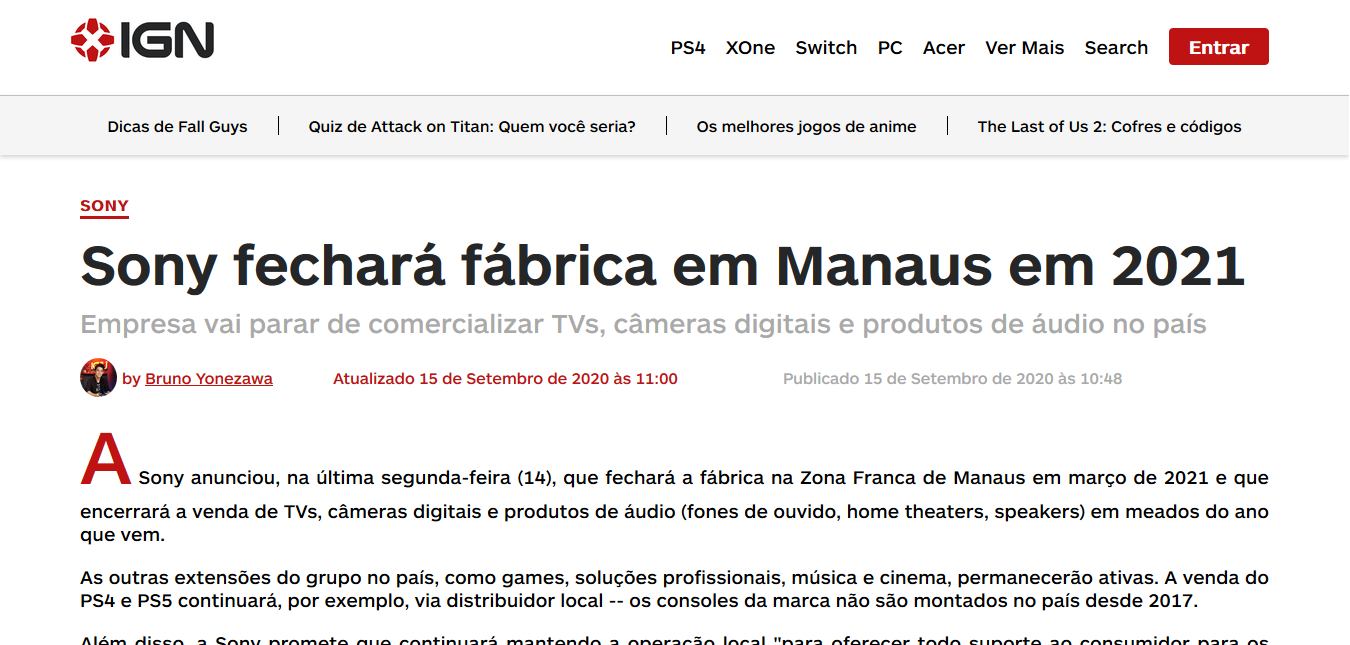 IGN
PS4 XOne Switch PC Acer Ver Mais Search Entrar
Dicas de Fall Guys | Quiz de Attack on Titan: Quem você seria? | Os melhores jogos de anime | The Last of Us 2: Cofres e códigos
SONY
Sony fechará fábrica em Manaus em 2021
Empresa vai parar de comercializar TVs, câmeras digitais e produtos de áudio no país
by Bruno Yonezawa Atualizado 15 de Setembro de 2020 às 11:00 Publicado 15 de Setembro de 2020 às 10:48
A Sony anunciou, na última segunda-feira (14), que fechará a fábrica na Zona Franca de Manaus em março de 2021 e que
encerrará a venda de TVs, câmeras digitais e produtos de áudio (fones de ouvido, home theaters, speakers) em meados do ano
que vem.
As outras extensões do grupo no país, como games, soluções profissionais, música e cinema, permanecerão ativas. A venda do
PS4 e PS5 continuará, por exemplo, via distribuidor local -- os consoles da marca não são montados no país desde 2017.
Além disso, a Sony promete que continuará mantendo a operação local "para oferecer todo suporte ao consumidor para os